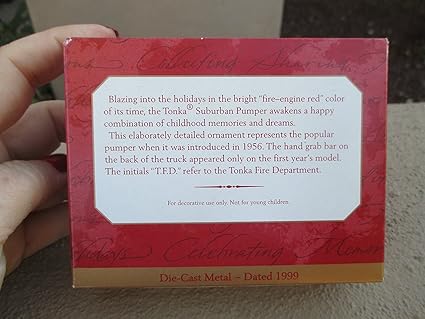 Collecting Sharing
Blazing into the holidays in the bright "fire-engine red" color
of its time, the Tonka® Suburban Pumper awakens a happy
combination of childhood memories and dreams.
This elaborately detailed ornament represents the popular
pumper when it was introduced in 1956. The hand grab bar on
the back of the truck appeared only on the first year's model.
The initials "T.F.D." refer to the Tonka Fire Department.
For decorative use only. Not for young children.
Celebrating Memor
Die-Cast Metal – Dated 1999